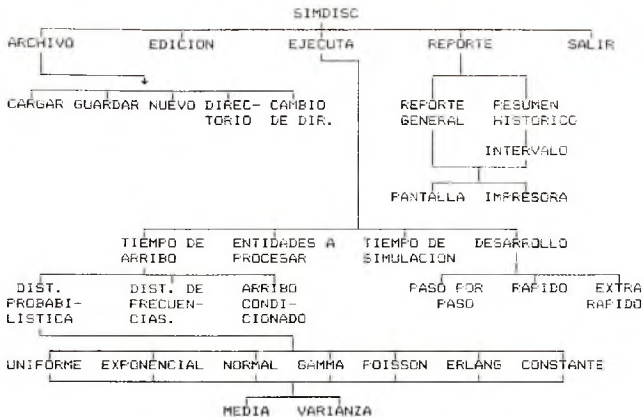 SIMDISC
ARCHIVO EDICION EJECUTA REPORTE SALIR
CARGAR GUARDAR NUEVO DIREC- CAMBIO
TORIO DE DIR.
REPORTE RESUMEN
GENERAL HISTORICO
INTERVALO
PANTALLA IMPRESORA
TIEMPO DE ENTIDADES A TIEMPO DE DESARROLLO
ARRIBO PROCESAR SIMULACION
DIST. DIST. DE ARRIBO PASO POR RAPIDO EXTRA
PROBABI- FRECUEN- CONDI- PASO RAPIDO
LISTICA CIAS. CIONADO
UNIFORME EXPONENCIAL NORMAL GAMMA POISSON ERLANG CONSTANTE
MEDIA VARIANZA